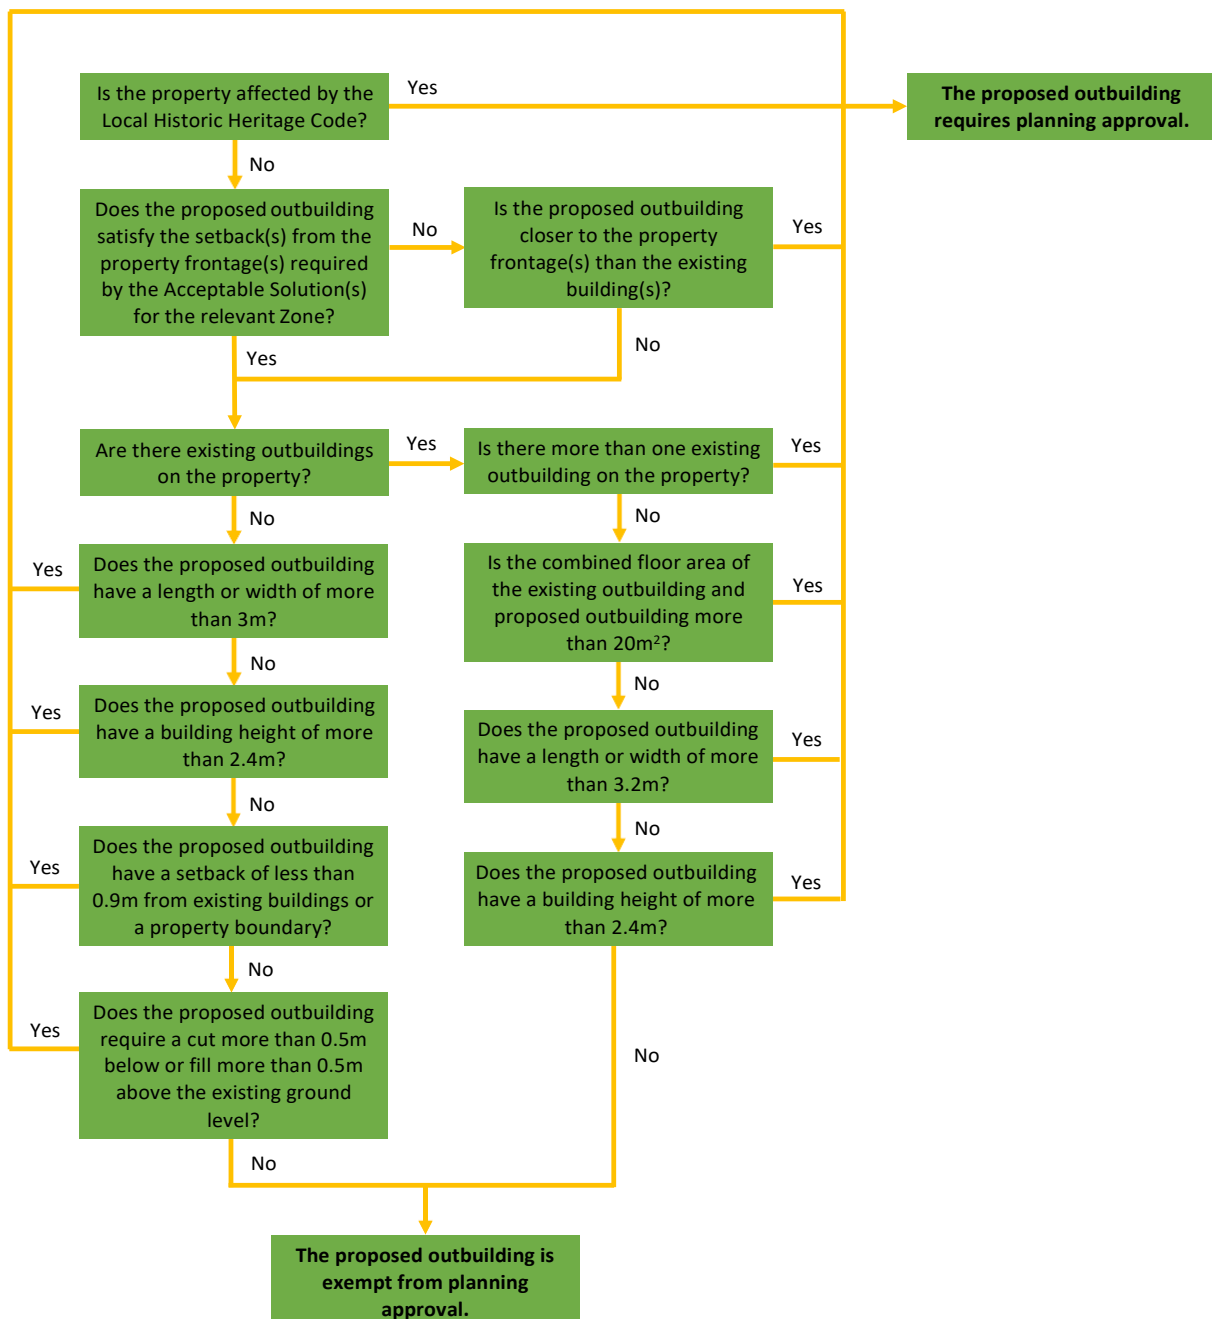 Is the property affected by the
Local Historic Heritage Code?
Yes
The proposed outbuilding
requires planning approval.
No
Does the proposed outbuilding
satisfy the setback(s) from the
property frontage(s) required
by the Acceptable Solution(s)
for the relevant Zone?
No
Is the proposed outbuilding
closer to the property
frontage(s) than the existing
building(s)?
Yes
Yes
No
Are there existing outbuildings
on the property?
Yes
Is there more than one existing
outbuilding on the property?
Yes
No
No
Yes
Does the proposed outbuilding
have a length or width of more
than 3m?
Is the combined floor area of
the existing outbuilding and
proposed outbuilding more
than 20m²?
Yes
No
No
Yes
Does the proposed outbuilding
have a building height of more
than 2.4m?
Does the proposed outbuilding
have a length or width of more
than 3.2m?
Yes
No
No
Yes
Does the proposed outbuilding
have a setback of less than
0.9m from existing buildings or
a property boundary?
Does the proposed outbuilding
have a building height of more
than 2.4m?
Yes
No
Yes
Does the proposed outbuilding
require a cut more than 0.5m
below or fill more than 0.5m
above the existing ground
level?
No
No
The proposed outbuilding is
exempt from planning
approval.